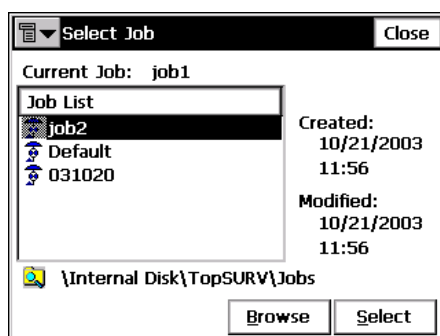 Select Job
Close
Current Job: job1
Job List
job2
Default
031020
Created:
10/21/2003
11:56
Modified:
10/21/2003
11:56
\Internal Disk\TopSURV\Jobs
Browse
Select